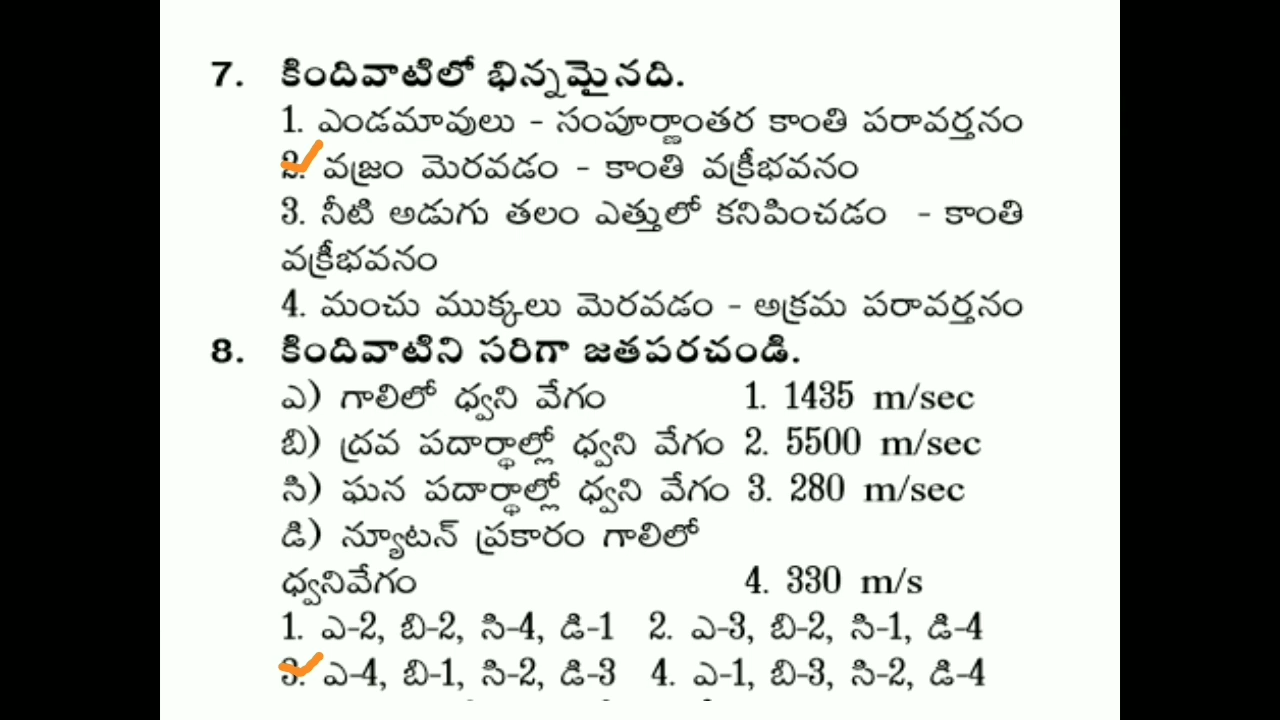 7. కిందివాటిలో భిన్నమైనది.
1. ఎండమావులు - సంపూర్ణాంతర కాంతి పరావర్తనం
2. వజ్రం మెరవడం - కాంతి వక్రీభవనం
3. నీటి అడుగు తలం ఎత్తులో కనిపించడం - కాంతి
వక్రీభవనం
4. మంచు ముక్కలు మెరవడం - అక్రమ పరావర్తనం
8. కిందివాటిని సరిగా జతపరచండి.
ఎ) గాలిలో ధ్వని వేగం 1. 1435 m/sec
బి) ద్రవ పదార్థాల్లో ధ్వని వేగం 2. 5500 m/sec
సి) ఘన పదార్థాల్లో ధ్వని వేగం 3. 280 m/sec
డి) న్యూటన్ ప్రకారం గాలిలో
ధ్వనివేగం 4. 330 m/s
1. ఎ-2, బి-2, సి-4, డి-1 2. ఎ-3, బి-2, సి-1, డి-4
3. ఎ-4, బి-1, సి-2, డి-3 4. ఎ-1, బి-3, సి-2, డి-4